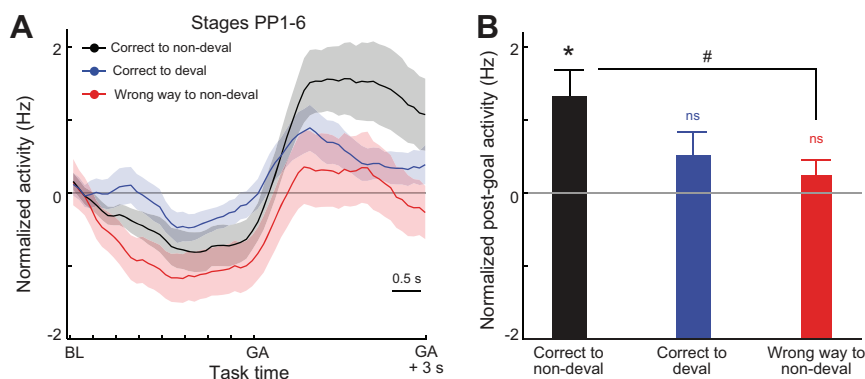 A
Stages PP1-6
Correct to non-deval
Correct to deval
Wrong way to non-deval
Normalized activity (Hz)
2
0
-2
0.5 s
BL
GA
GA
+ 3 s
Task time
B
Normalized post-goal activity (Hz)
2
0
-2
*
#
ns
ns
Correct to
non-deval
Correct to
deval
Wrong way to
non-deval